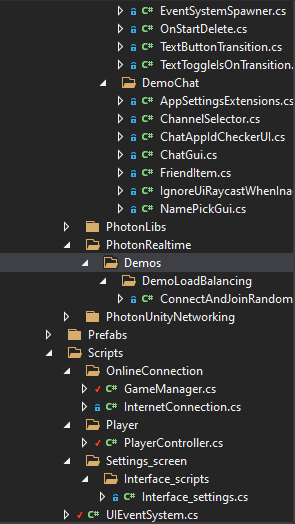 C# EventSystemSpawner.cs
C# OnStartDelete.cs
C# TextButtonTransition.cs
C# TextToggleIsOnTransition.
DemoChat
C# AppSettingsExtensions.cs
C# ChannelSelector.cs
C# ChatAppIdCheckerUI.cs
C# ChatGui.cs
C# FriendItem.cs
C# IgnoreUiRaycastWhenIna
C# NamePickGui.cs
PhotonLibs
PhotonRealtime
Demos
DemoLoadBalancing
C# ConnectAndJoinRandom
PhotonUnityNetworking
Prefabs
Scripts
OnlineConnection
C# GameManager.cs
C# InternetConnection.cs
Player
C# PlayerController.cs
Settings_screen
Interface_scripts
C# Interface_settings.cs
C# UIEventSystem.cs